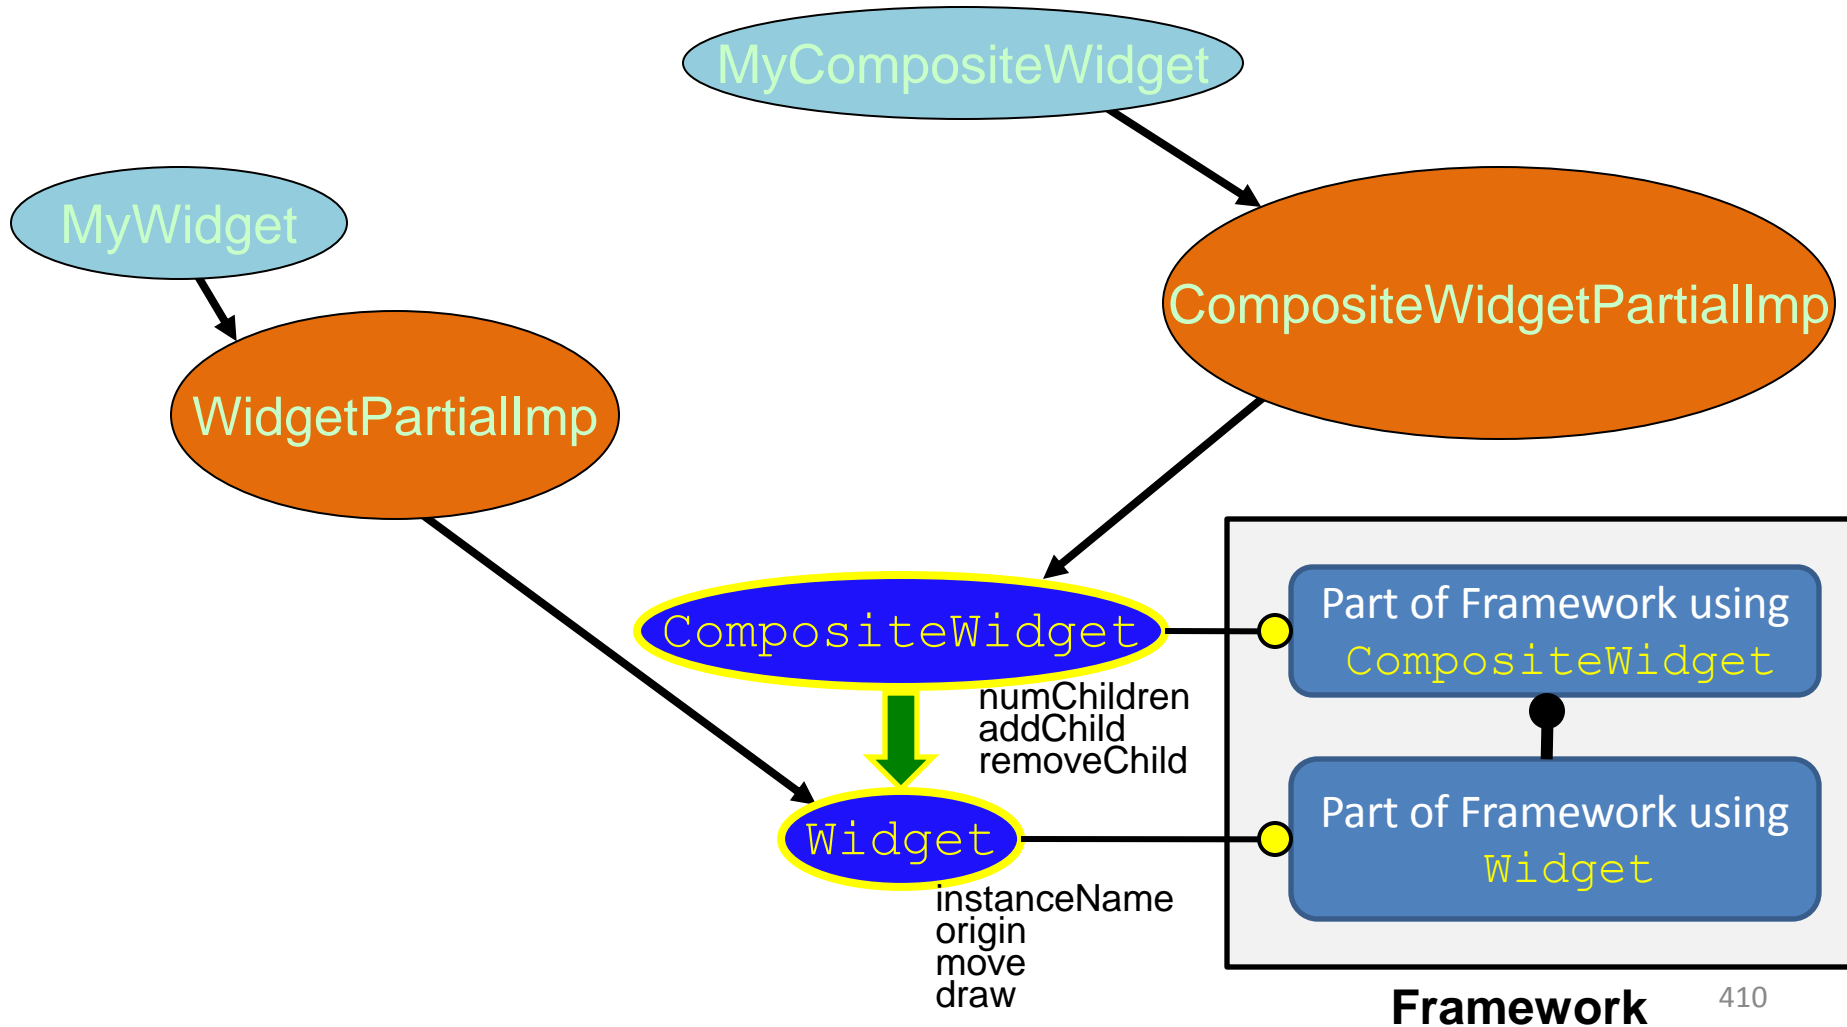 MyCompositeWidget
MyWidget
CompositeWidgetPartialImp
WidgetPartialImp
CompositeWidget
numChildren
addChild
removeChild
Widget
instanceName
origin
move
draw
Part of Framework using
CompositeWidget
Part of Framework using
Widget
Framework
410